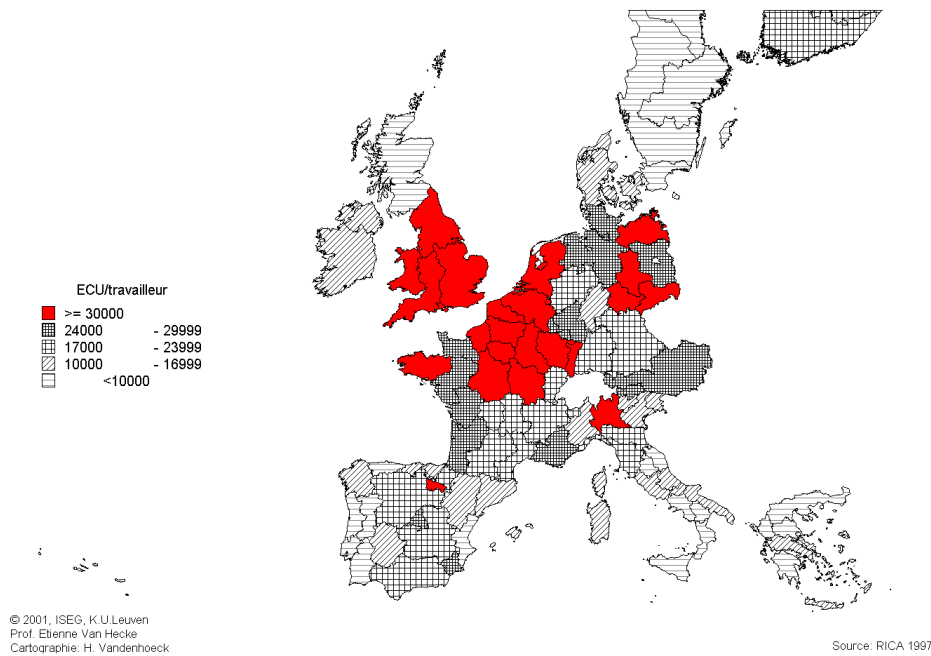 ECU/travailleur
>= 30000
24000 - 29999
17000 - 23999
10000 - 16999
<10000
© 2001, ISEG, K.U.Leuven
Prof. Etienne Van Hecke
Cartographie: H. Vandenhoeck
Source: RICA 1997